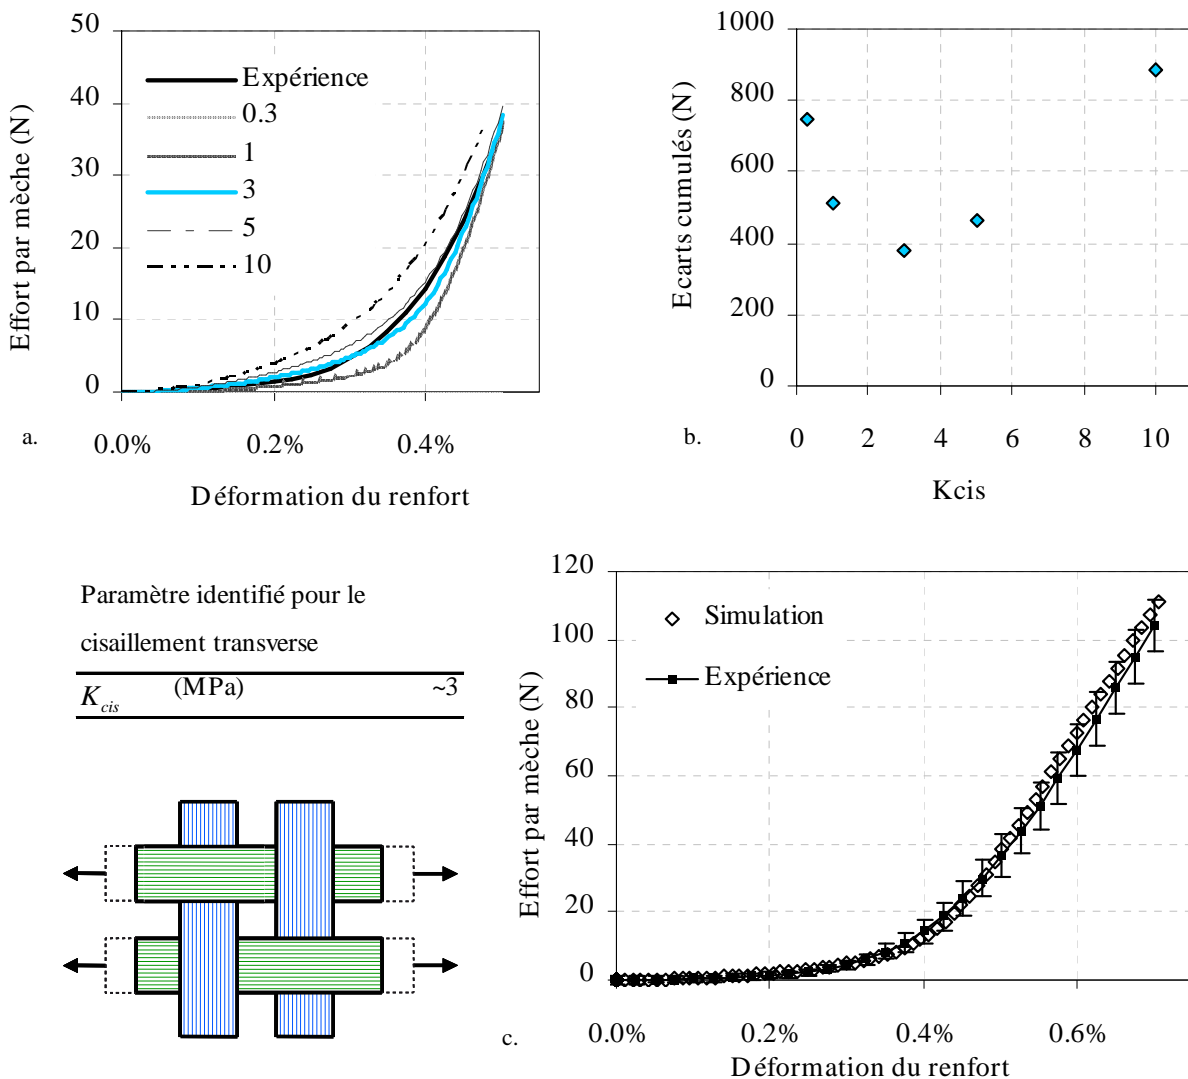 50
40
30
20
10
0
Effort par mèche (N)
Expérience
0.3
1
3
5
10
0.0%
0.2%
0.4%
a.
Déformation du renfort
1000
800
600
400
200
0
Ecarts cumulés (N)
0
2
4
6
8
10
b.
Kcis
Paramètre identifié pour le
cisaillement transverse
Kcis (MPa) ~3
120
100
80
60
40
20
0
Effort par mèche (N)
Simulation
Expérience
0.0%
0.2%
0.4%
0.6%
c.
Déformation du renfort